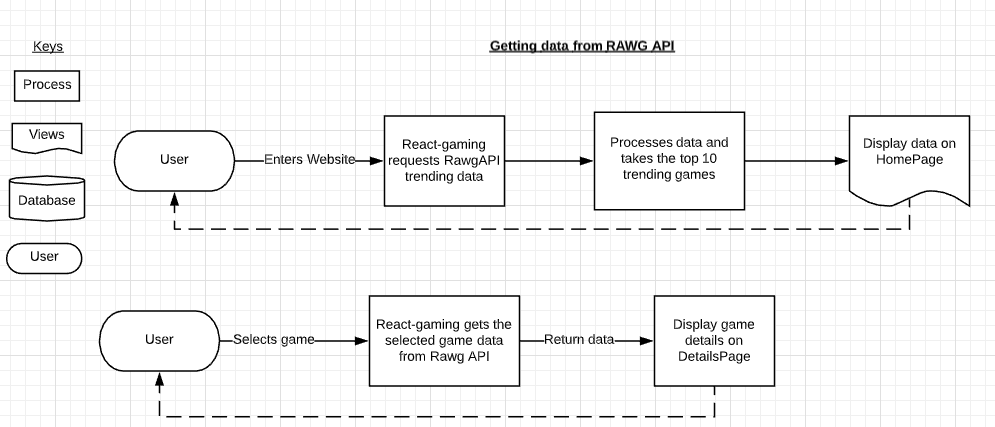 Keys
Getting data from RAWG API
Process
Views
Database
User
User
Enters Website
React-gaming
requests RawgAPI
trending data
Processes data and
takes the top 10
trending games
Display data on
HomePage
User
Selects game
React-gaming gets the
selected game data
from Rawg API
Return data
Display game
details on
DetailsPage